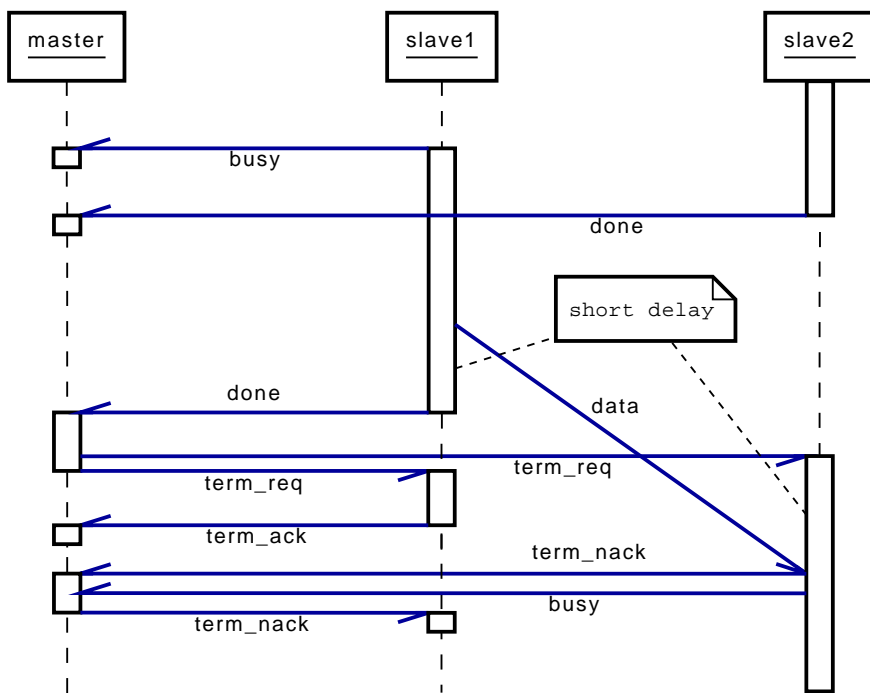 master
slave1
slave2
busy
done
short delay
done
data
term_req
term_req
term_ack
term_nack
busy
term_nack